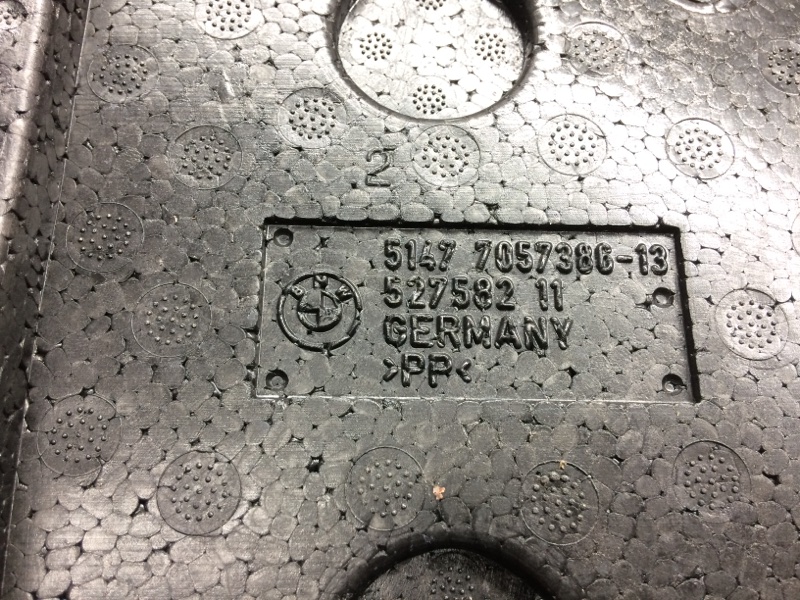 2
5147 7057386-13
BMW
527582 11
GERMANY
>PP<